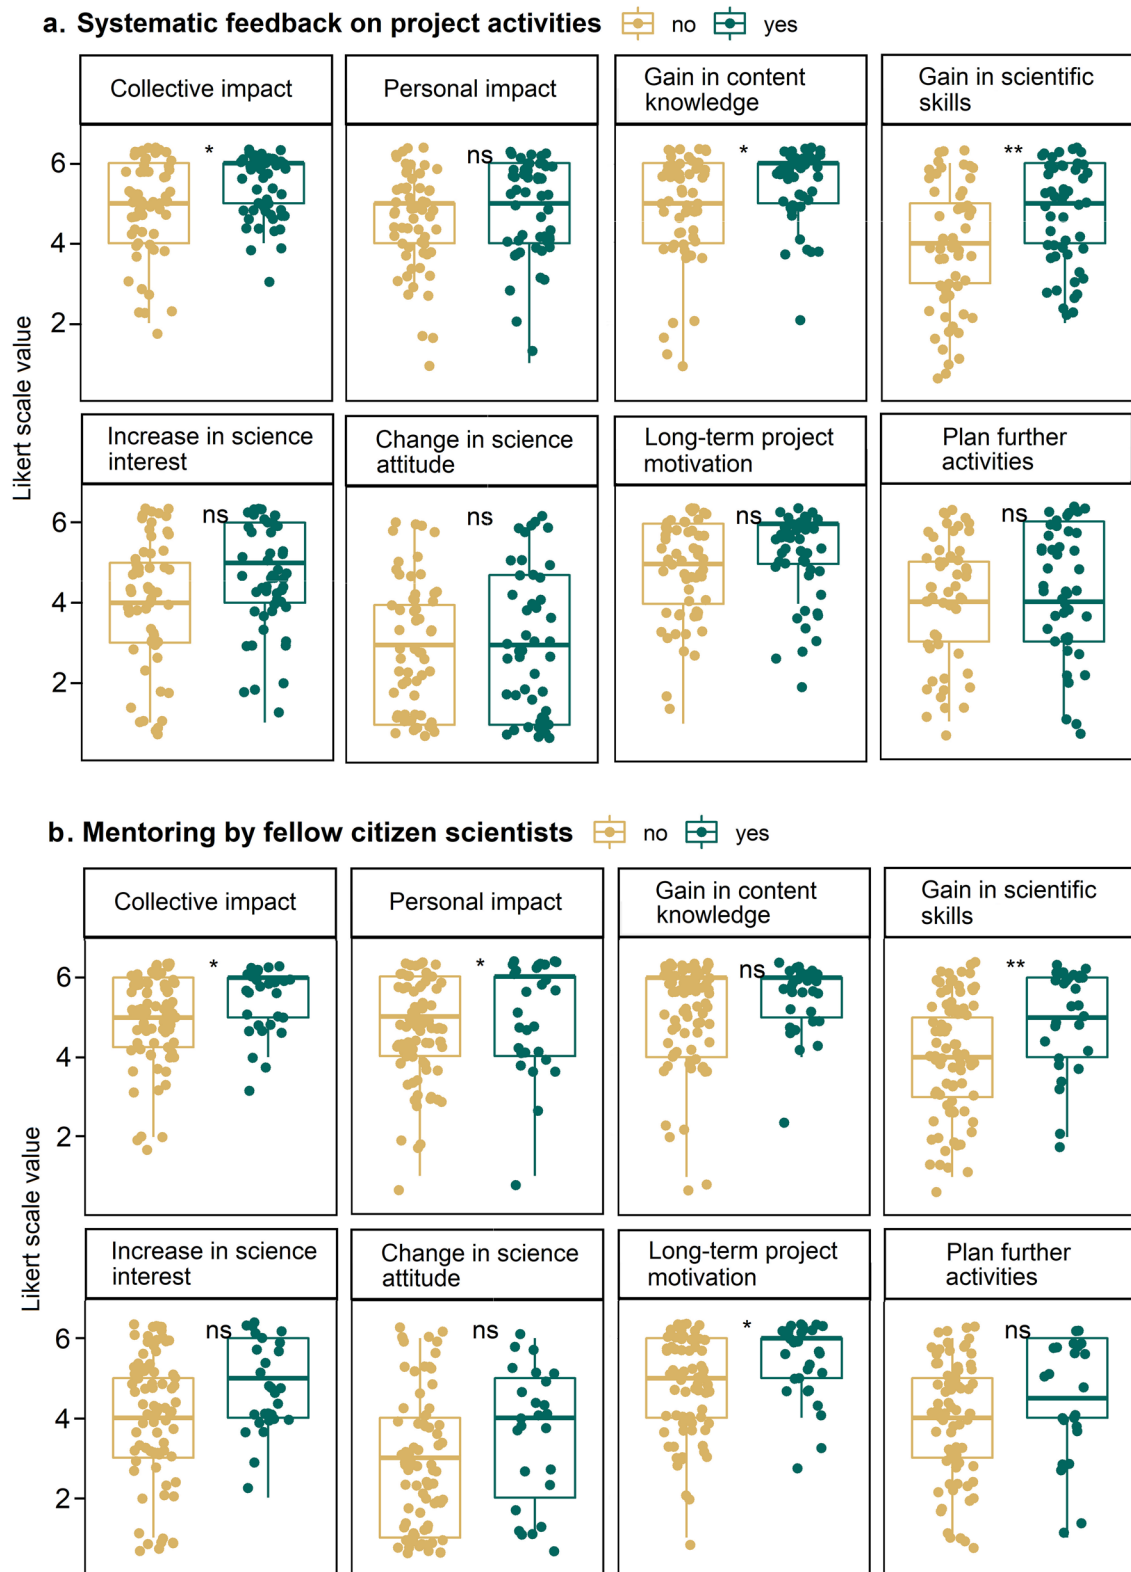 a. Systematic feedback on project activities no yes
Collective impact
Personal impact
Gain in content
knowledge
Gain in scientific
skills
Likert scale value
6
4
2
*
ns
*
**
Increase in science
interest
Change in science
attitude
Long-term project
motivation
Plan further
activities
6
4
2
ns
ns
ns
ns
b. Mentoring by fellow citizen scientists no yes
Collective impact
Personal impact
Gain in content
knowledge
Gain in scientific
skills
Likert scale value
6
4
2
*
*
ns
**
Increase in science
interest
Change in science
attitude
Long-term project
motivation
Plan further
activities
6
4
2
ns
ns
*
ns